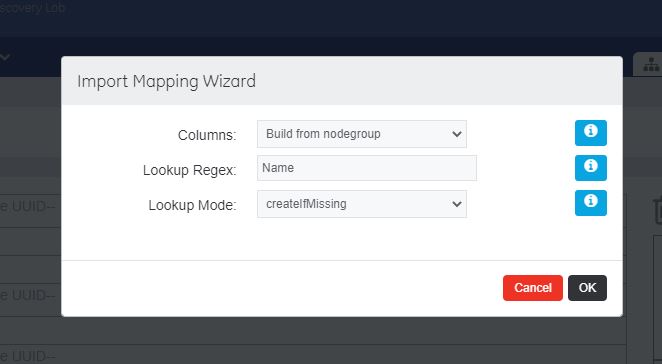 scovery Lab
Import Mapping Wizard
Columns: Build from nodegroup
Lookup Regex: Name
Lookup Mode: createIfMissing
e UUID--
e UUID--
e UUID--
Cancel OK